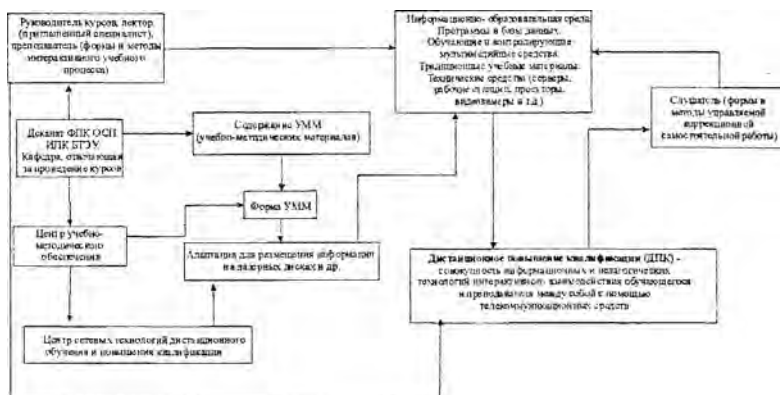 Руководитель курсов, лектор
(приглашенный специалист),
преподаватель (формы и методы
интерактивного учебного
процесса)
Информационно- образовательная среда.
Программы и базы данных.
Обучающие и контролирующие
мультимедийные средства.
Традиционные учебные материалы.
Технические средства (серверы,
рабочие станции, проекторы,
видеокамеры и т.д.)
Слушатель (формы и
методы управляемой
коррекционной
самостоятельной работы)
Деканат ФПК ОСП
ИПК БГЭУ.
Кафедра, отвечающая
за проведение курсов
Содержание УММ
(учебно-методических материалов)
Форма УММ
Центр учебно-
методического
обеспечения
Адаптация для размещения информации
на лазерных дисках и др.
Дистанционное повышение квалификации (ДПК) -
совокупность информационных и педагогических
технологий интерактивного взаимодействия обучающегося
и преподавателя между собой с помощью
телекоммуникационных средств
Центр сетевых технологий дистанционного
обучения и повышения квалификации